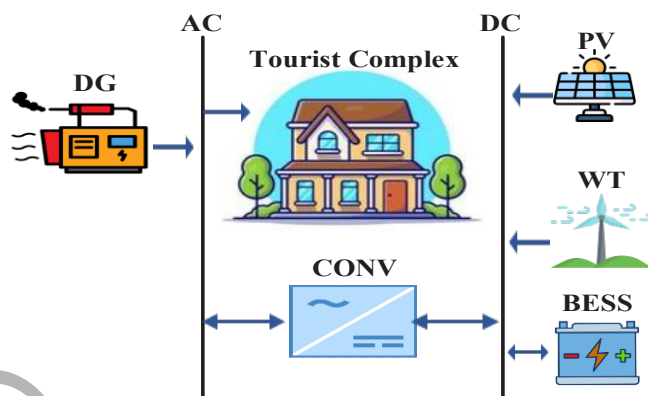 AC
DC
Tourist Complex
PV
DG
WT
CONV
BESS